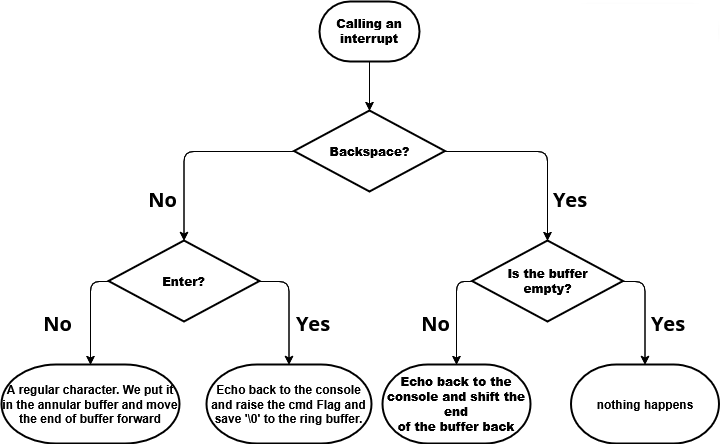 Calling an
interrupt
Backspace?
No
Yes
Enter?
Is the buffer
empty?
No
Yes
No
Yes
A regular character. We put it
in the annular buffer and move
the end of buffer forward
Echo back to the console
and raise the cmd Flag and
save '\0' to the ring buffer.
Echo back to the
console and shift the
end
of the buffer back
nothing happens